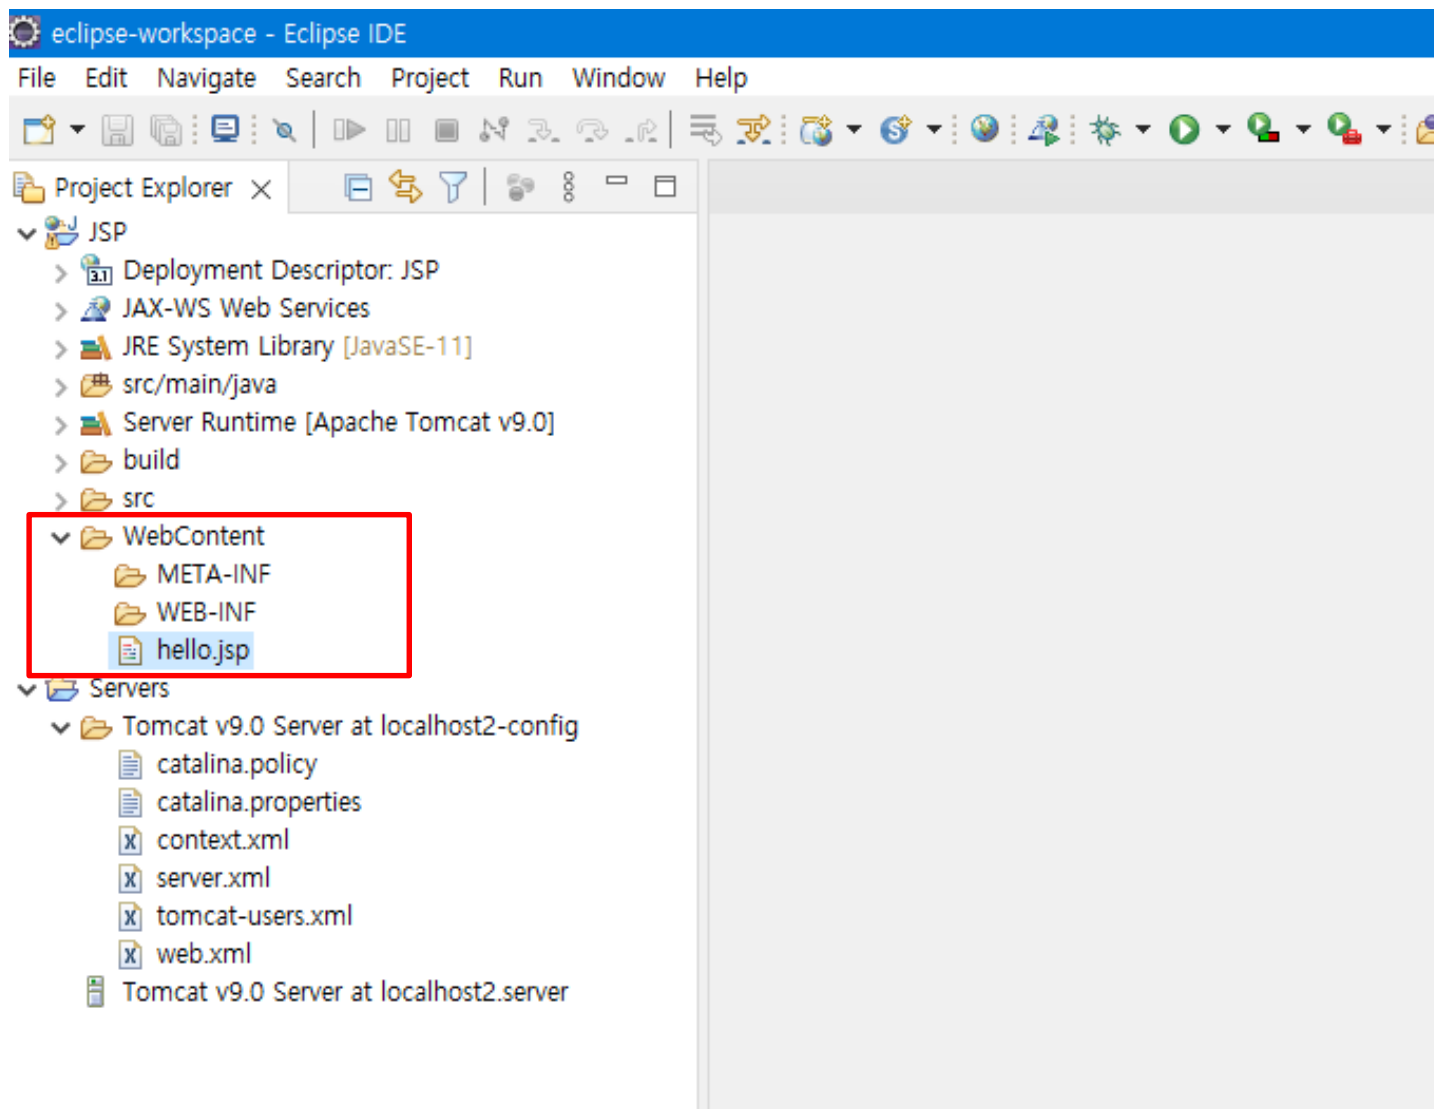 eclipse-workspace - Eclipse IDE
File Edit Navigate Search Project Run Window Help
Project Explorer
JSP
3.1 Deployment Descriptor: JSP
JAX-WS Web Services
JRE System Library [JavaSE-11]
src/main/java
Server Runtime [Apache Tomcat v9.0]
build
src
WebContent
META-INF
WEB-INF
hello.jsp
Servers
Tomcat v9.0 Server at localhost2-config
catalina.policy
catalina.properties
context.xml
server.xml
tomcat-users.xml
web.xml
Tomcat v9.0 Server at localhost2.server